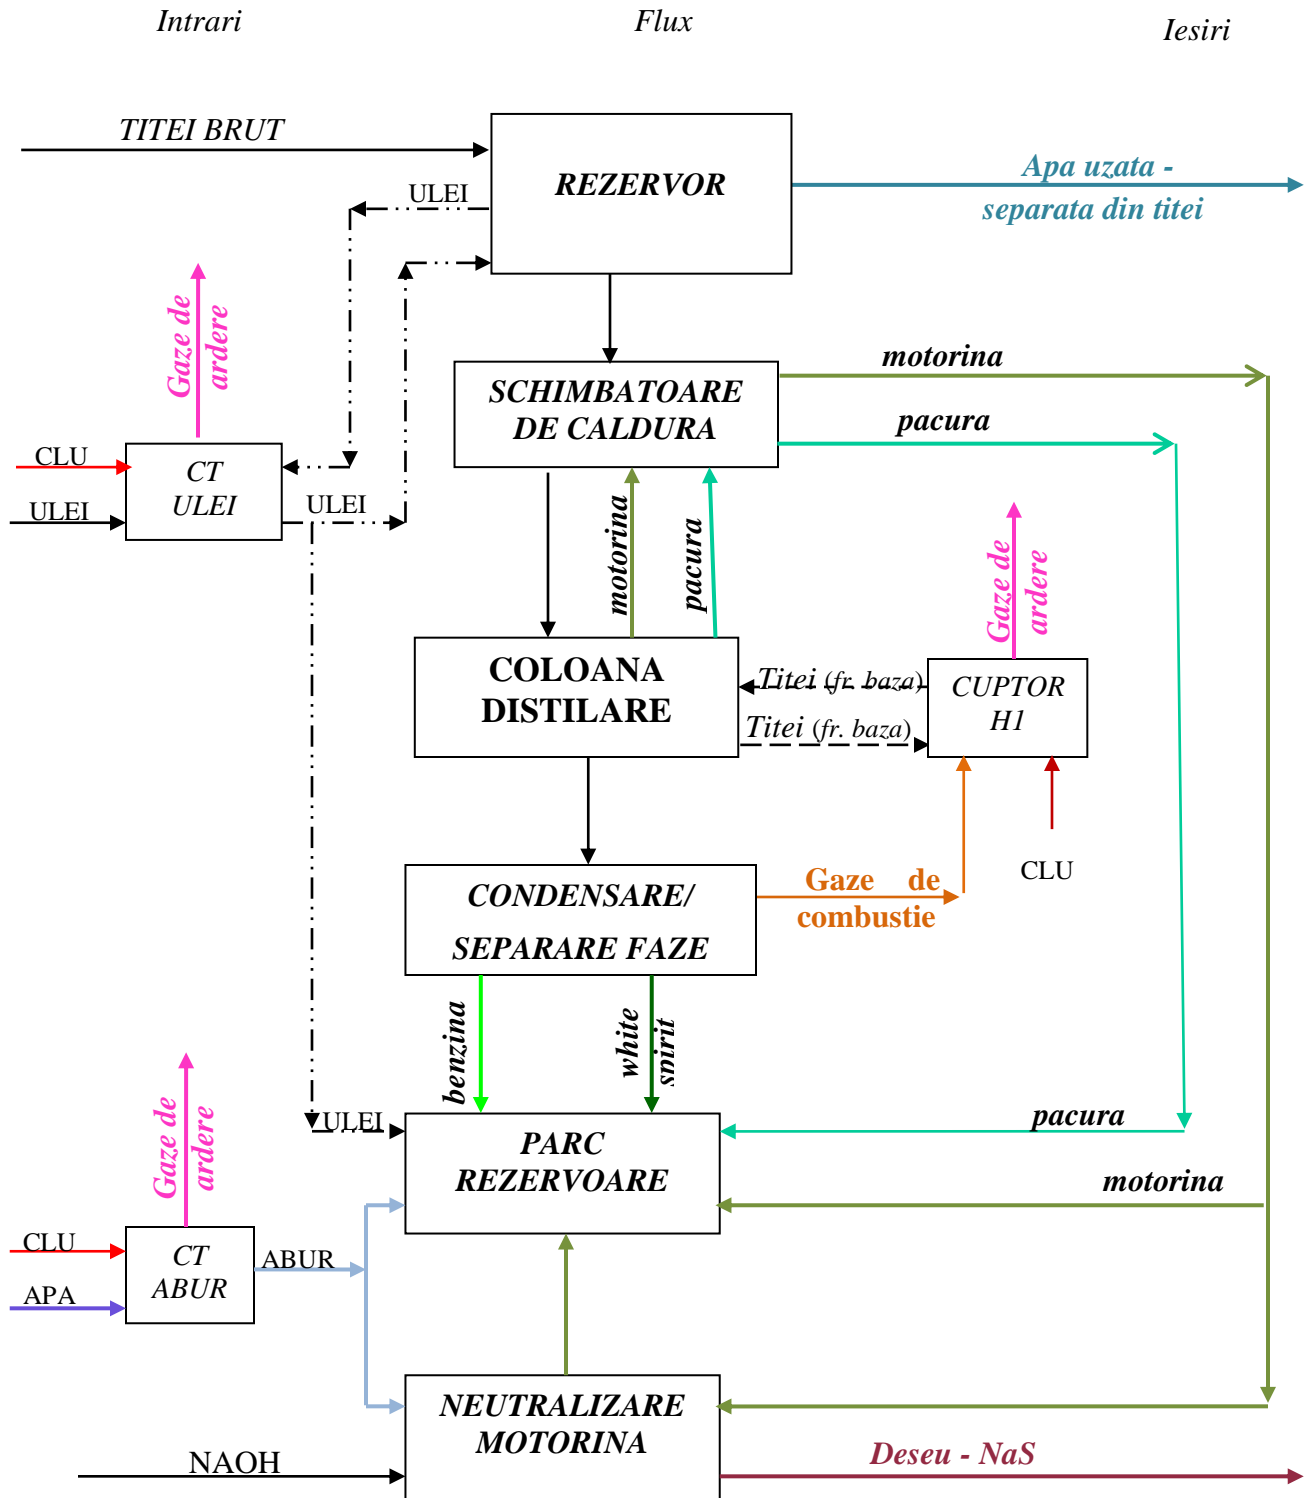 Intrari
Flux
Iesiri
TITEI BRUT
REZERVOR
Apa uzata -
separata din titei
ULEI
Gaze de
ardere
motorina
SCHIMBATOARE
DE CALDURA
pacura
CLU
CT
ULEI
ULEI
ULEI
motorina
pacura
Gaze de
ardere
COLOANA
DISTILARE
Titei (fr. baza)
Titei (fr. baza)
CUPTOR
H1
CLU
CONDENSARE/
SEPARARE FAZE
Gaze de
combustie
benzina
white
spirit
Gaze de
ardere
ULEI
PARC
REZERVOARE
pacura
motorina
CLU
APA
CT
ABUR
ABUR
NEUTRALIZARE
MOTORINA
NAOH
Deseu - NaS